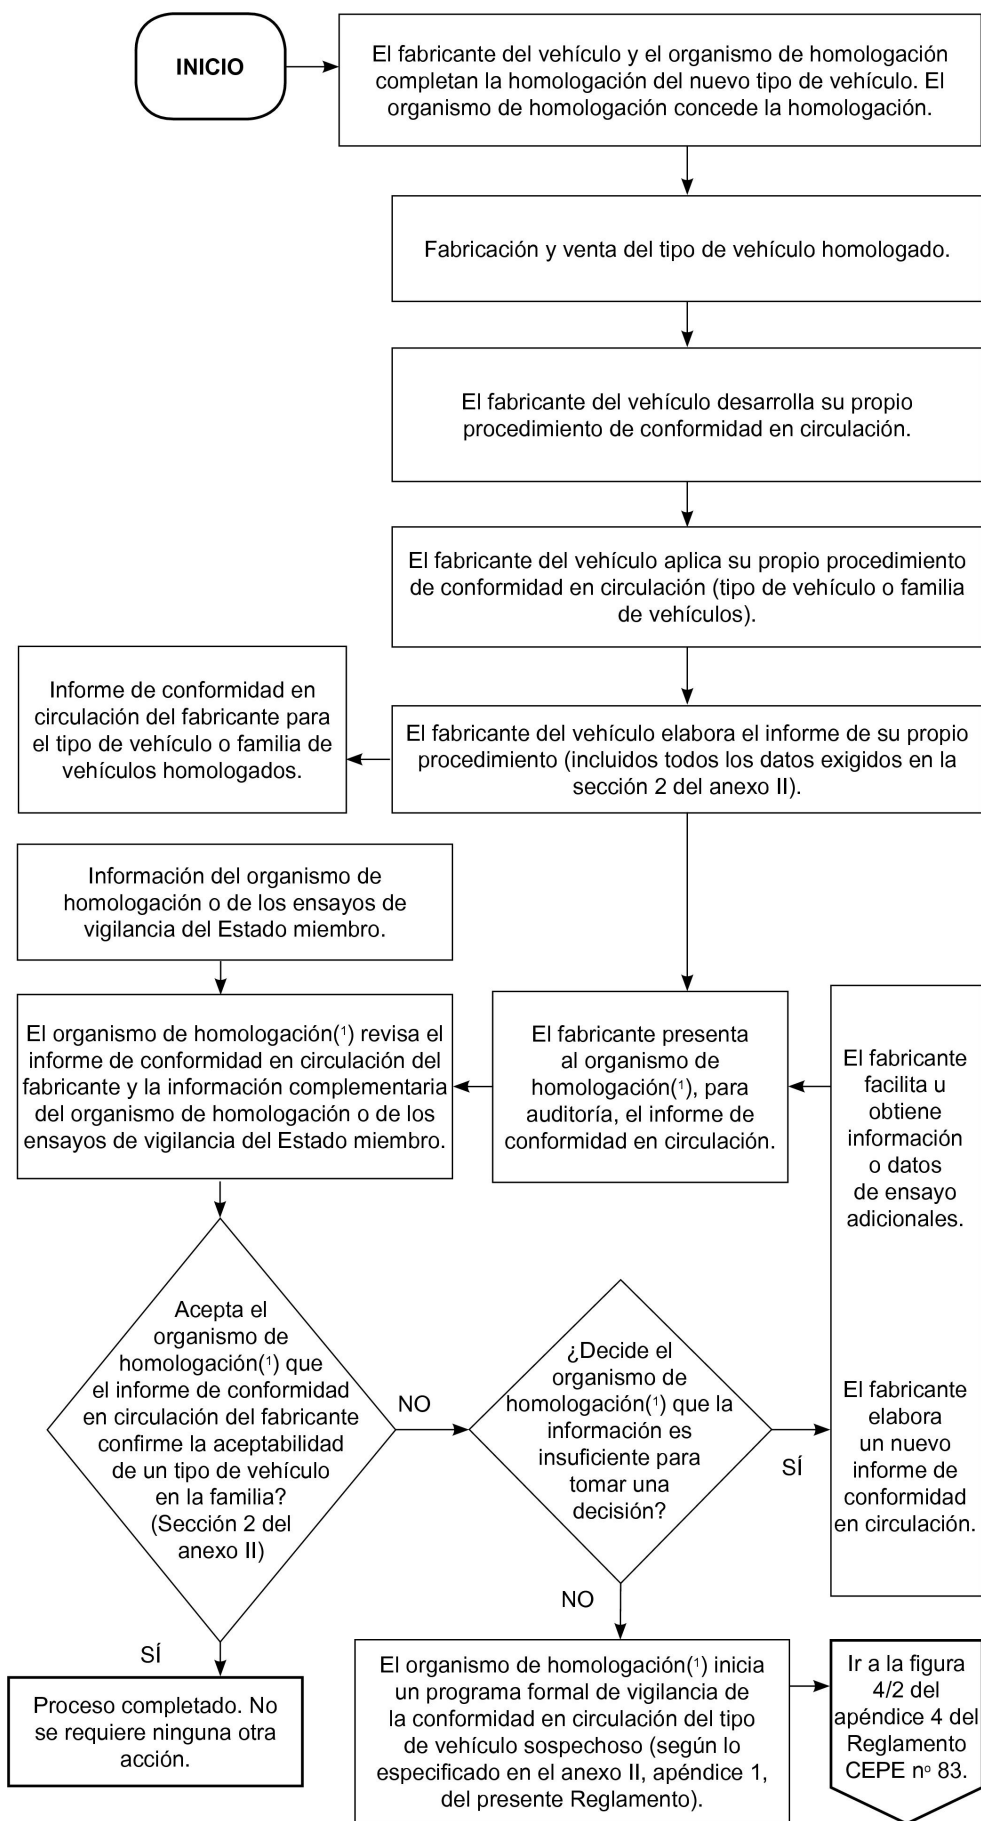 INICIO
El fabricante del vehículo y el organismo de homologación
completan la homologación del nuevo tipo de vehículo. El
organismo de homologación concede la homologación.
Fabricación y venta del tipo de vehículo homologado.
El fabricante del vehículo desarrolla su propio
procedimiento de conformidad en circulación.
El fabricante del vehículo aplica su propio procedimiento
de conformidad en circulación (tipo de vehículo o familia
de vehículos).
Informe de conformidad en
circulación del fabricante para
el tipo de vehículo o familia de
vehículos homologados.
El fabricante del vehículo elabora el informe de su propio
procedimiento (incluidos todos los datos exigidos en la
sección 2 del anexo II).
Información del organismo de
homologación o de los ensayos de
vigilancia del Estado miembro.
El organismo de homologación(¹) revisa el
informe de conformidad en circulación del
fabricante y la información complementaria
del organismo de homologación o de los
ensayos de vigilancia del Estado miembro.
El fabricante presenta
al organismo de
homologación(¹), para
auditoría, el informe de
conformidad en circulación.
El fabricante
facilita u
obtiene
información
o datos
de ensayo
adicionales.
El fabricante
elabora
un nuevo
informe de
conformidad
en circulación.
Acepta el
organismo de
homologación(¹) que
el informe de conformidad
en circulación del fabricante
confirme la aceptabilidad
de un tipo de vehículo
en la familia?
(Sección 2 del
anexo II)
NO
¿Decide el
organismo de
homologación(¹) que la
información es
insuficiente para
tomar una
decisión?
SÍ
NO
SÍ
Proceso completado. No
se requiere ninguna otra
acción.
El organismo de homologación(¹) inicia
un programa formal de vigilancia de
la conformidad en circulación del tipo
de vehículo sospechoso (según lo
especificado en el anexo II, apéndice 1,
del presente Reglamento).
Ir a la figura
4/2 del
apéndice 4 del
Reglamento
CEPE nº 83.